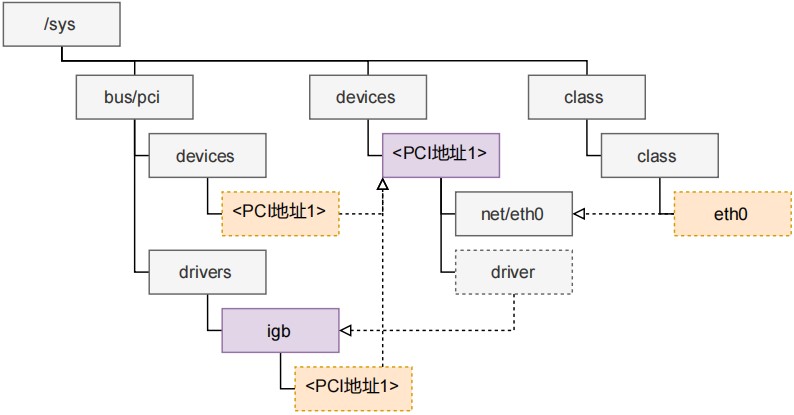 /sys
bus/pci
devices
class
devices
<PCI地址1>
class
<PCI地址1>
net/eth0
eth0
drivers
driver
igb
<PCI地址1>